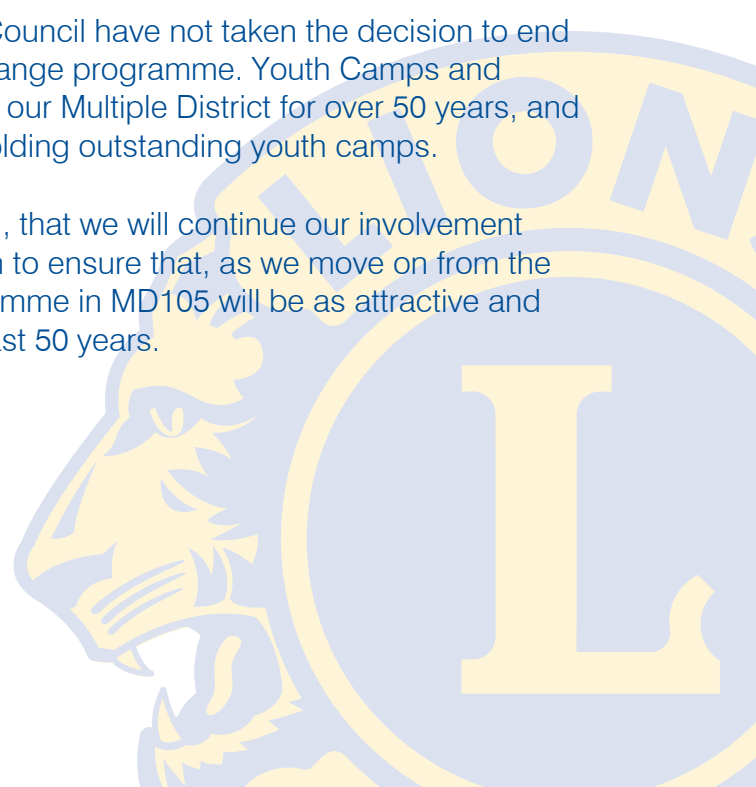 Council have not taken the decision to end
ange programme. Youth Camps and
our Multiple District for over 50 years, and
lding outstanding youth camps.
, that we will continue our involvement
to ensure that, as we move on from the
mme in MD105 will be as attractive and
st 50 years.
LION
L